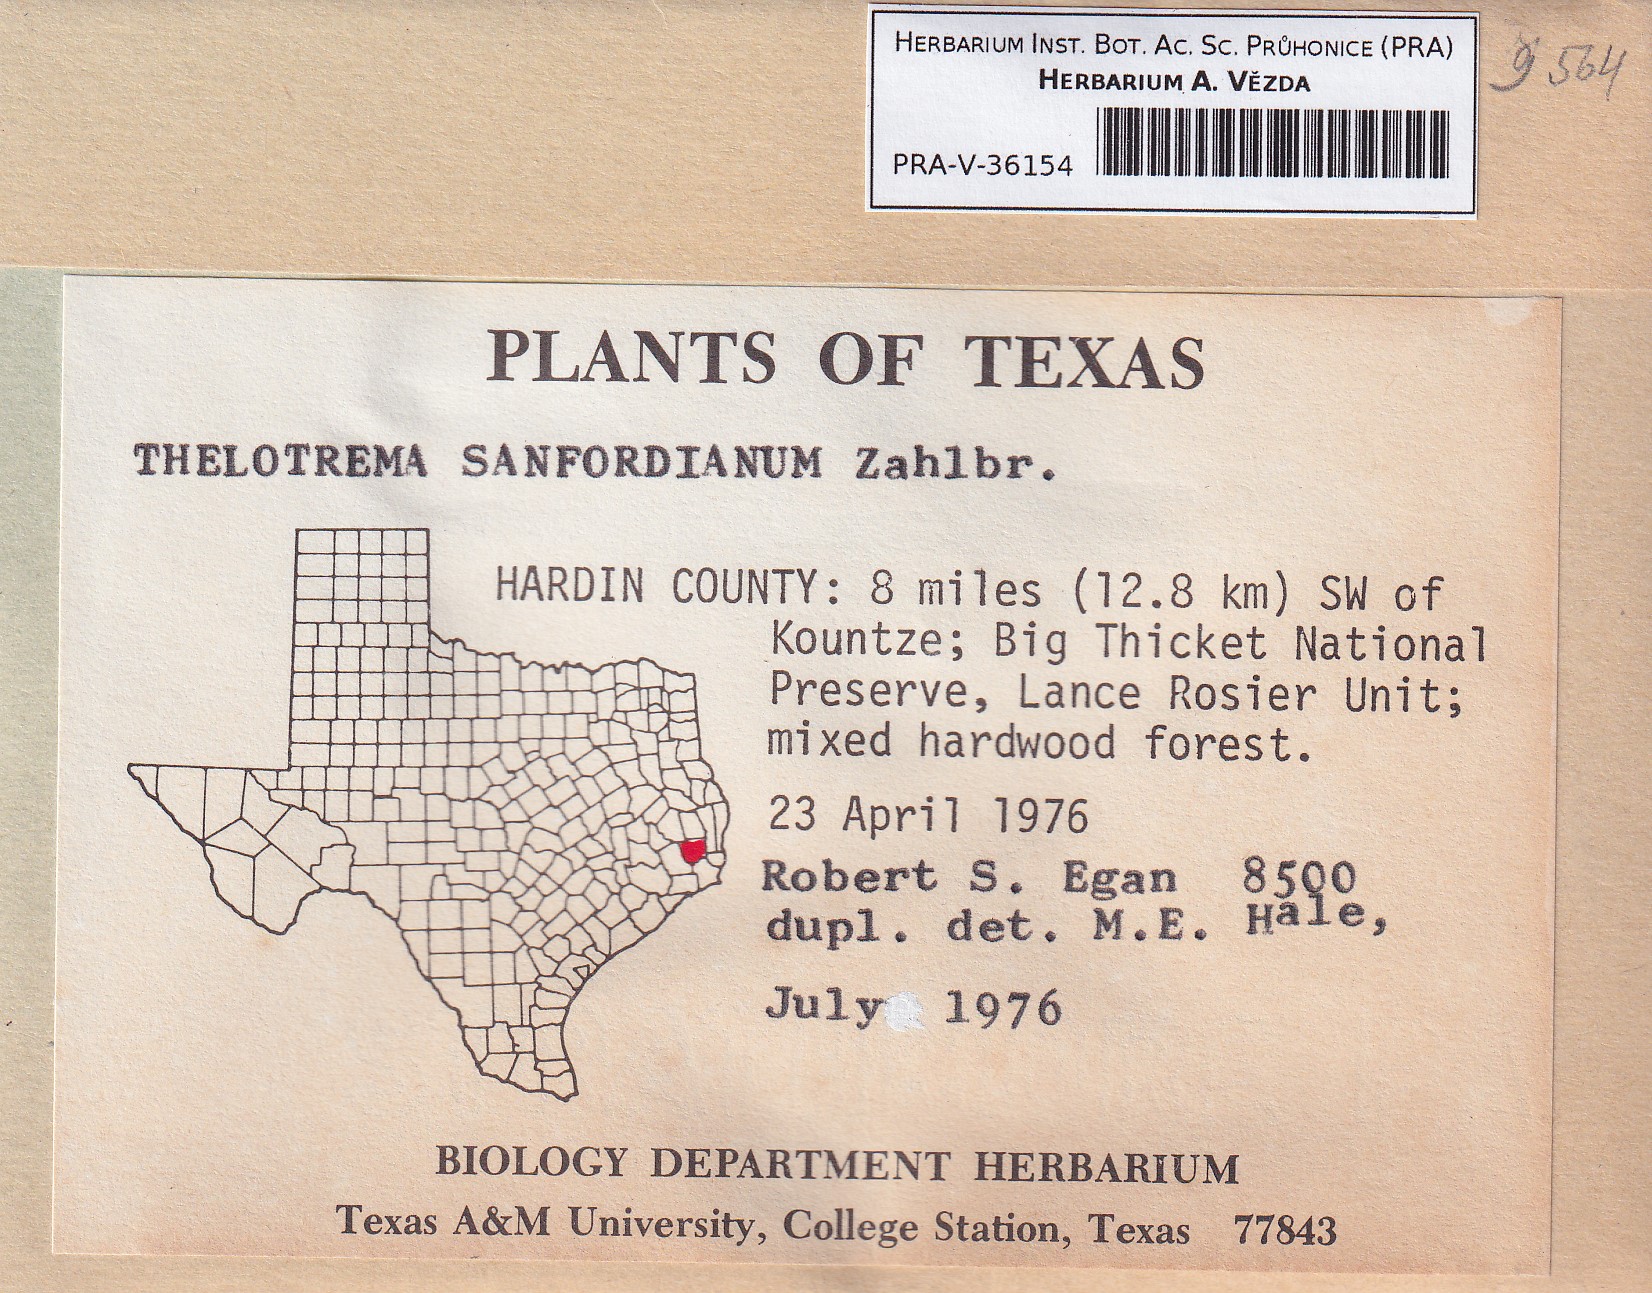 HERBARIUM INST. BOT. AC. SC. PRŮHONICE (PRA)
HERBARIUM A. VĚZDA
PRA-V-36154
9564
PLANTS OF TEXAS
THELOTREMA SANFORDIANUM Zahlbr.
HARDIN COUNTY: 8 miles (12.8 km) SW of
Kountze; Big Thicket National
Preserve, Lance Rosier Unit;
mixed hardwood forest.
23 April 1976
Robert S. Egan 8500
dupl. det. M.E. Hale,
July 1976
BIOLOGY DEPARTMENT HERBARIUM
Texas A&M University, College Station, Texas 77843